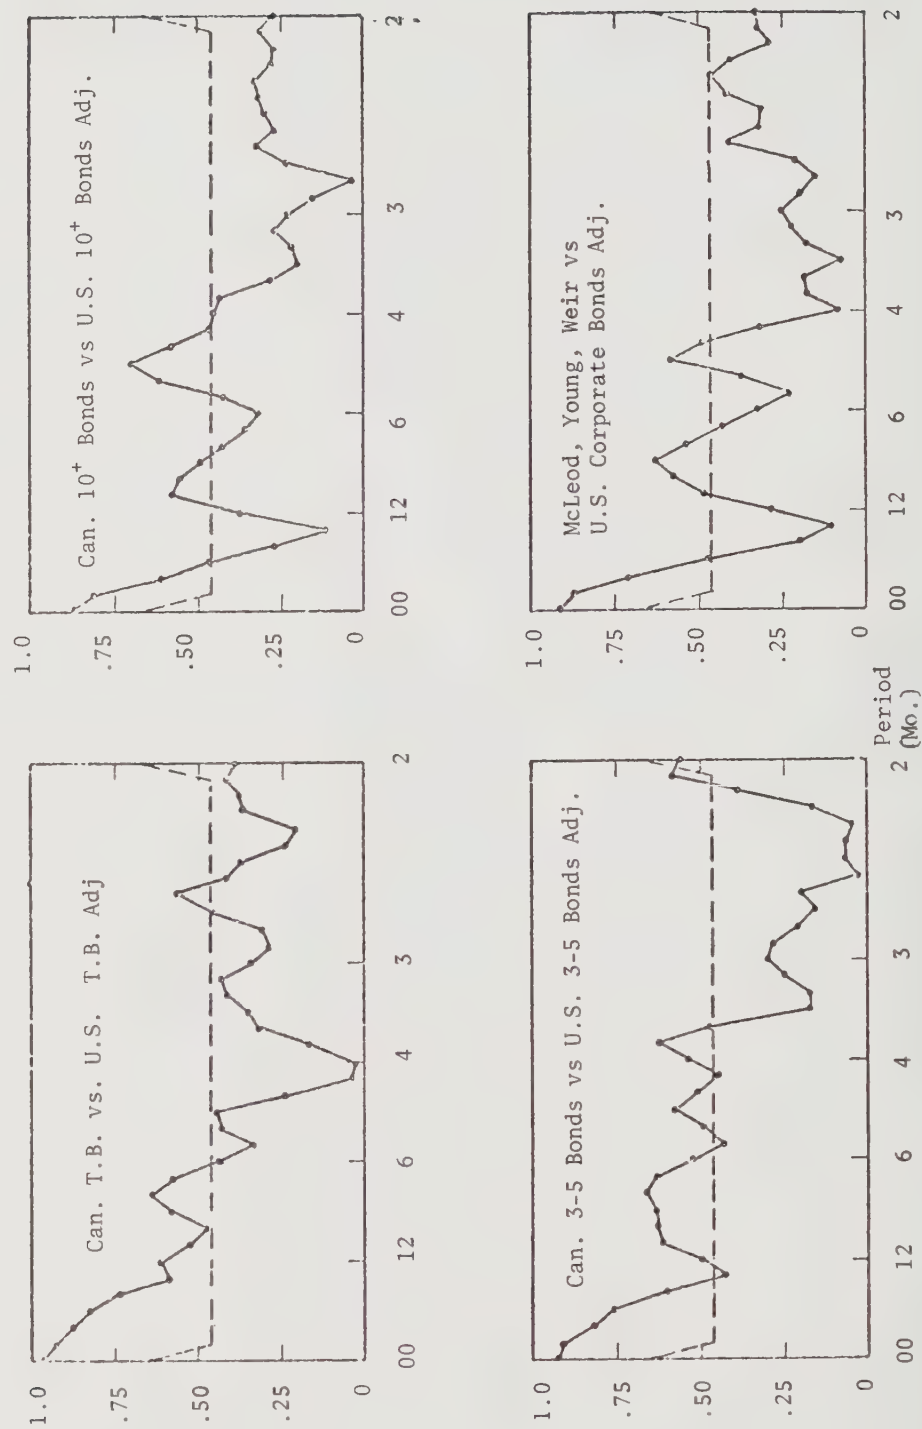 Can. T.B. vs. U.S. T.B. Adj
1.0
.75
.50
.25
0
00 12 6 4 3 2
Can. 10⁺ Bonds vs U.S. 10⁺ Bonds Adj.
1.0
.75
.50
.25
0
00 12 6 4 3 2
Can. 3-5 Bonds vs U.S. 3-5 Bonds Adj.
1.0
.75
.50
.25
0
00 12 6 4 3 2
Period
(Mo.)
McLeod, Young, Weir vs
U.S. Corporate Bonds Adj.
1.0
.75
.50
.25
0
00 12 6 4 3 2